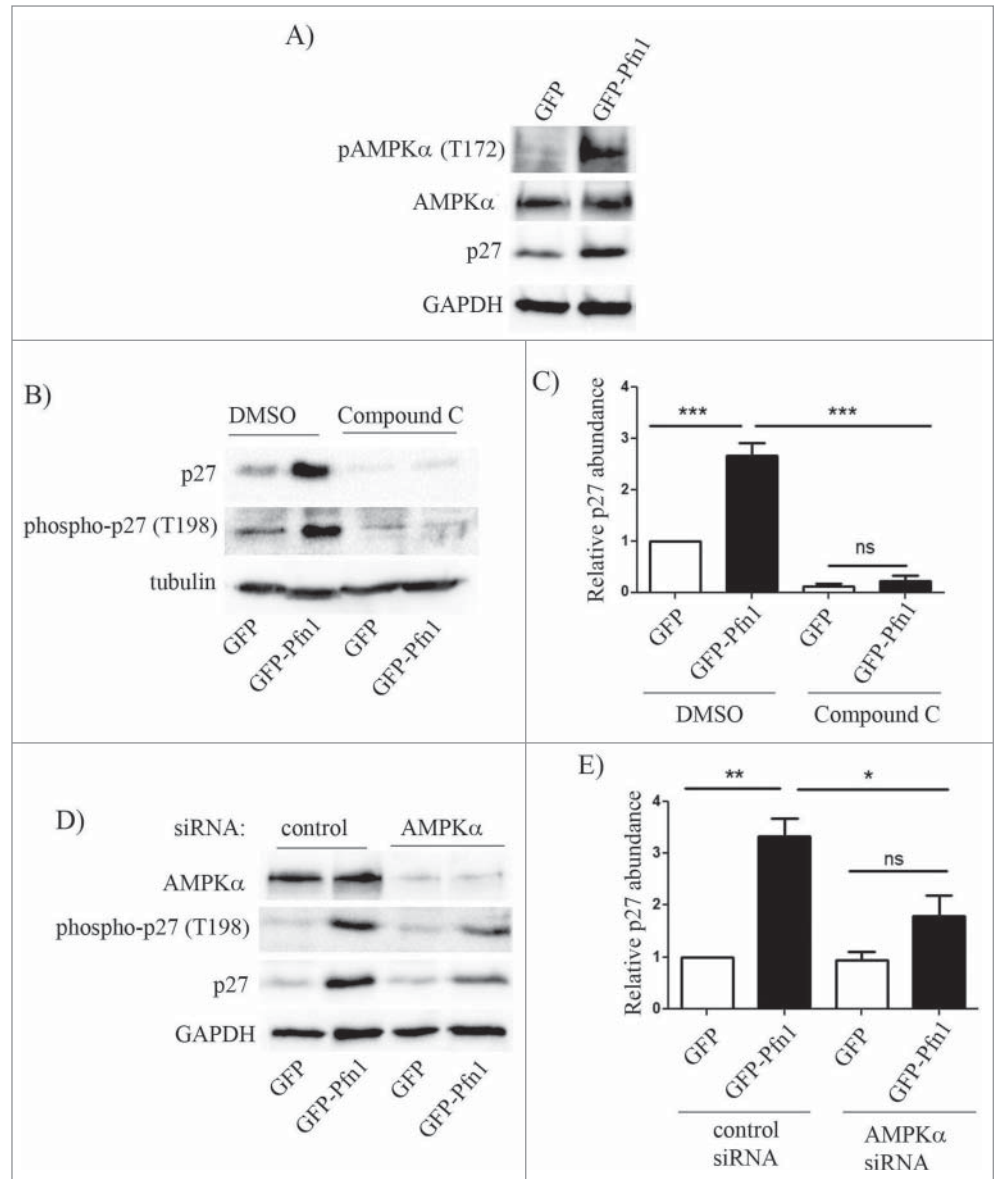 A)
GFP
GFP-Pfn1
pAMPKα (T172)
AMPKα
p27
GAPDH
B)
DMSO
Compound C
p27
phospho-p27 (T198)
tubulin
GFP
GFP-Pfn1
GFP
GFP-Pfn1
C)
Relative p27 abundance
4
3
2
1
0
***
***
ns
GFP
GFP-Pfn1
GFP
GFP-Pfn1
DMSO
Compound C
D)
siRNA:
control
AMPKα
AMPKα
phospho-p27 (T198)
p27
GAPDH
GFP
GFP-Pfn1
GFP
GFP-Pfn1
E)
Relative p27 abundance
4
3
2
1
0
**
*
ns
GFP
GFP-Pfn1
GFP
GFP-Pfn1
control
siRNA
AMPKα
siRNA